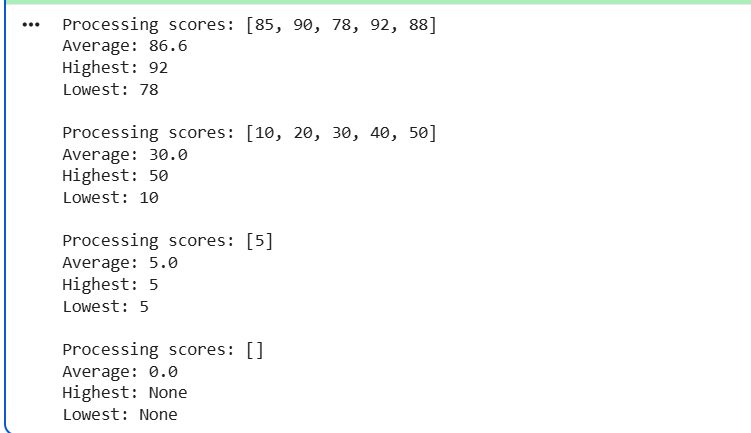 Processing scores: [85, 90, 78, 92, 88]
Average: 86.6
Highest: 92
Lowest: 78

Processing scores: [10, 20, 30, 40, 50]
Average: 30.0
Highest: 50
Lowest: 10

Processing scores: [5]
Average: 5.0
Highest: 5
Lowest: 5

Processing scores: []
Average: 0.0
Highest: None
Lowest: None